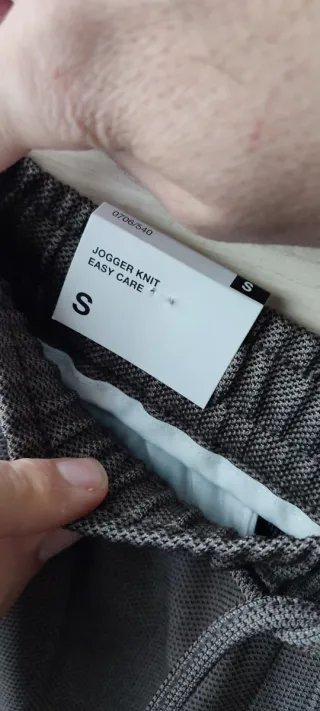 0706/540
S
JOGGER KNIT
EASY CARE
S